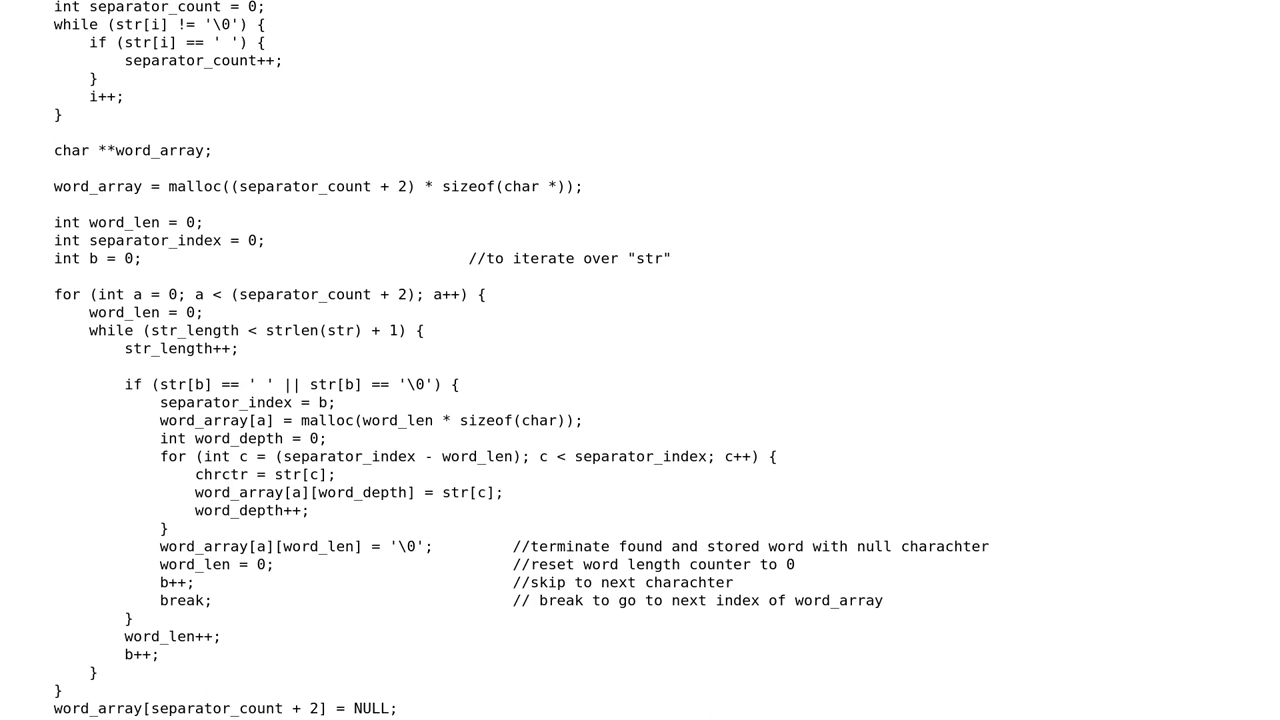 int separator_count = 0;
while (str[i] != '\0') {
    if (str[i] == ' ') {
        separator_count++;
    }
    i++;
}

char **word_array;

word_array = malloc((separator_count + 2) * sizeof(char *));

int word_len = 0;
int separator_index = 0;
int b = 0;                                     //to iterate over "str"

for (int a = 0; a < (separator_count + 2); a++) {
    word_len = 0;
    while (str_length < strlen(str) + 1) {
        str_length++;

        if (str[b] == ' ' || str[b] == '\0') {
            separator_index = b;
            word_array[a] = malloc(word_len * sizeof(char));
            int word_depth = 0;
            for (int c = (separator_index - word_len); c < separator_index; c++) {
                chrctr = str[c];
                word_array[a][word_depth] = str[c];
                word_depth++;
            }
            word_array[a][word_len] = '\0';         //terminate found and stored word with null charachter
            word_len = 0;                           //reset word length counter to 0
            b++;                                    //skip to next charachter
            break;                                  // break to go to next index of word_array
        }
        word_len++;
        b++;
    }
}
word_array[separator_count + 2] = NULL;